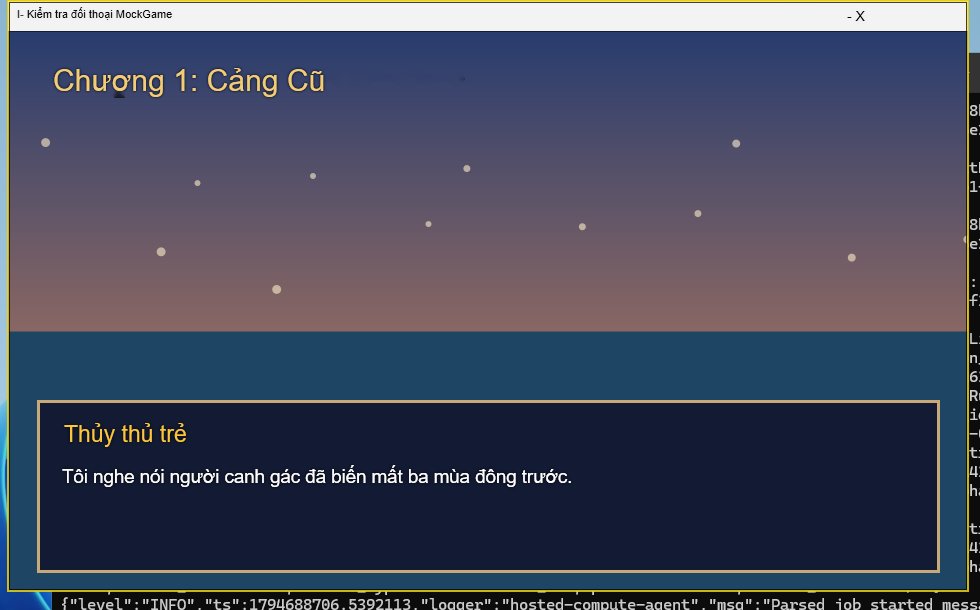 I- Kiểm tra đối thoại MockGame
- X
Chương 1: Cảng Cũ
Thủy thủ trẻ
Tôi nghe nói người canh gác đã biến mất ba mùa đông trước.
{"level":"INFO","ts":1794688706.5392113,"logger":"hosted-compute-agent","msg":"Parsed job started me